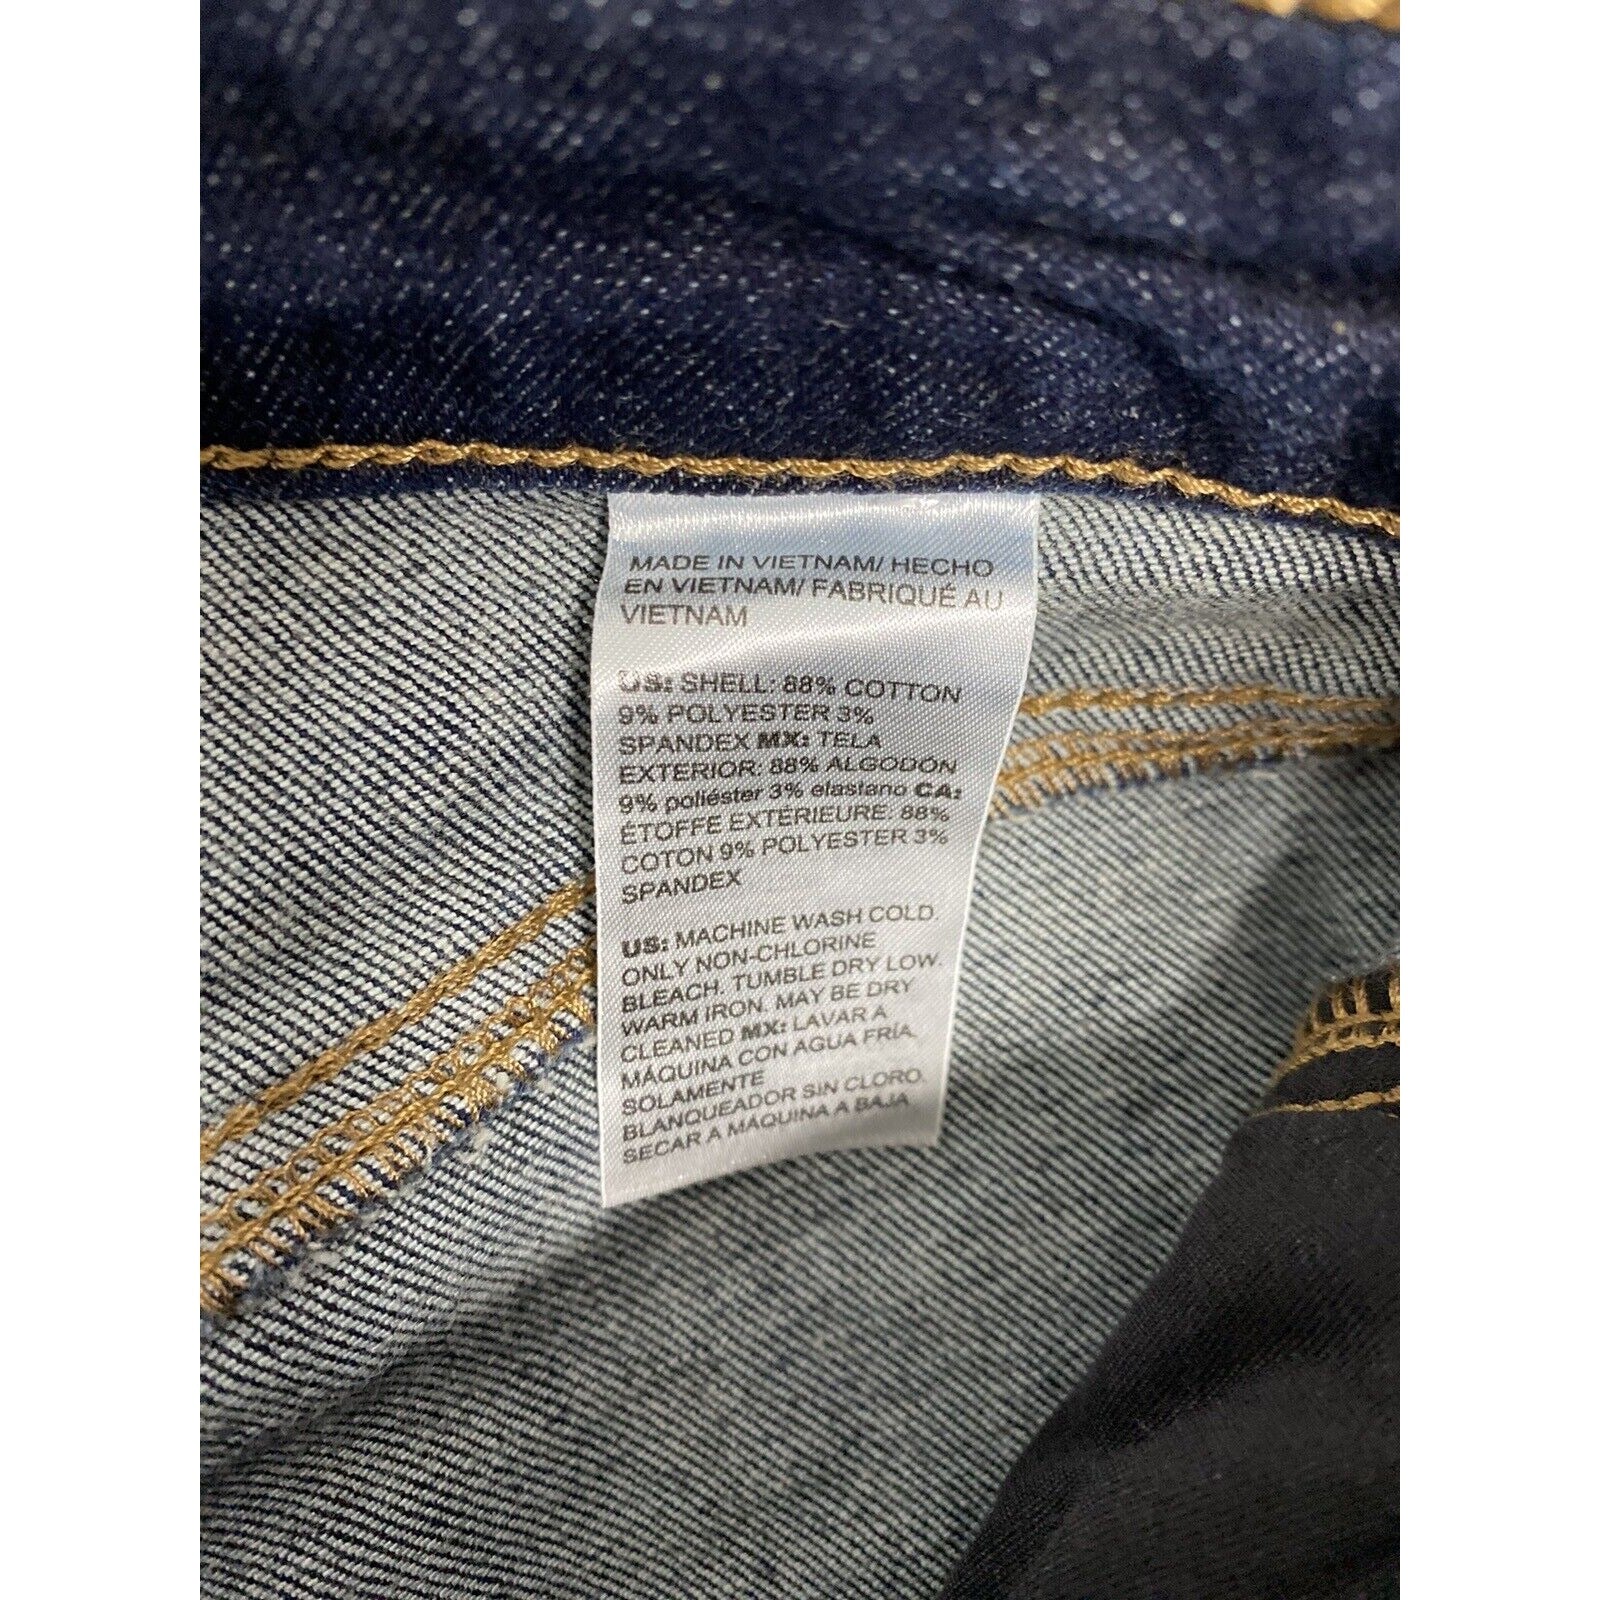 MADE IN VIETNAM/ HECHO
EN VIETNAM/ FABRIQUÉ AU
VIETNAM
US: SHELL: 88% COTTON
9% POLYESTER 3%
SPANDEX MX: TELA
EXTERIOR: 88% ALGODÓN
9% poliéster 3% elastano CA:
ÉTOFFE EXTÉRIEURE: 88%
COTON 9% POLYESTER 3%
SPANDEX
US: MACHINE WASH COLD.
ONLY NON-CHLORINE
BLEACH. TUMBLE DRY LOW.
WARM IRON. MAY BE DRY
CLEANED MX: LAVAR A
MÁQUINA CON AGUA FRÍA.
SOLAMENTE
BLANQUEADOR SIN CLORO.
SECAR A MÁQUINA A BAJA